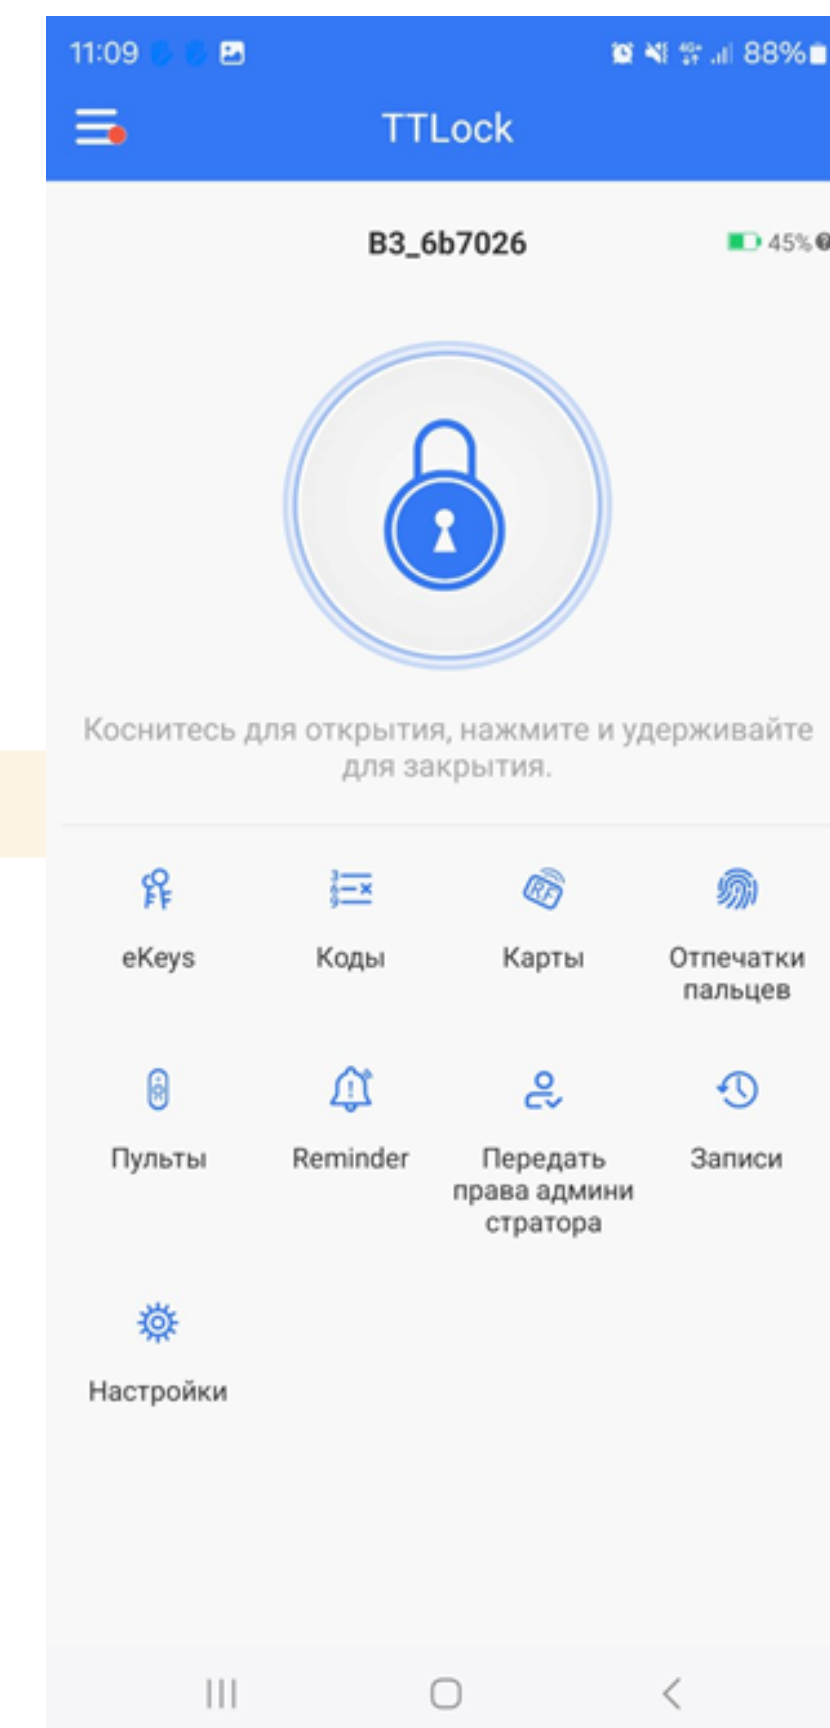 11:09 88%
TTLock
B3_6b7026 45%
Коснитесь для открытия, нажмите и удерживайте
для закрытия.
eKeys Коды Карты Отпечатки
пальцев
Пульты Reminder Передать
права админи
стратора Записи
Настройки